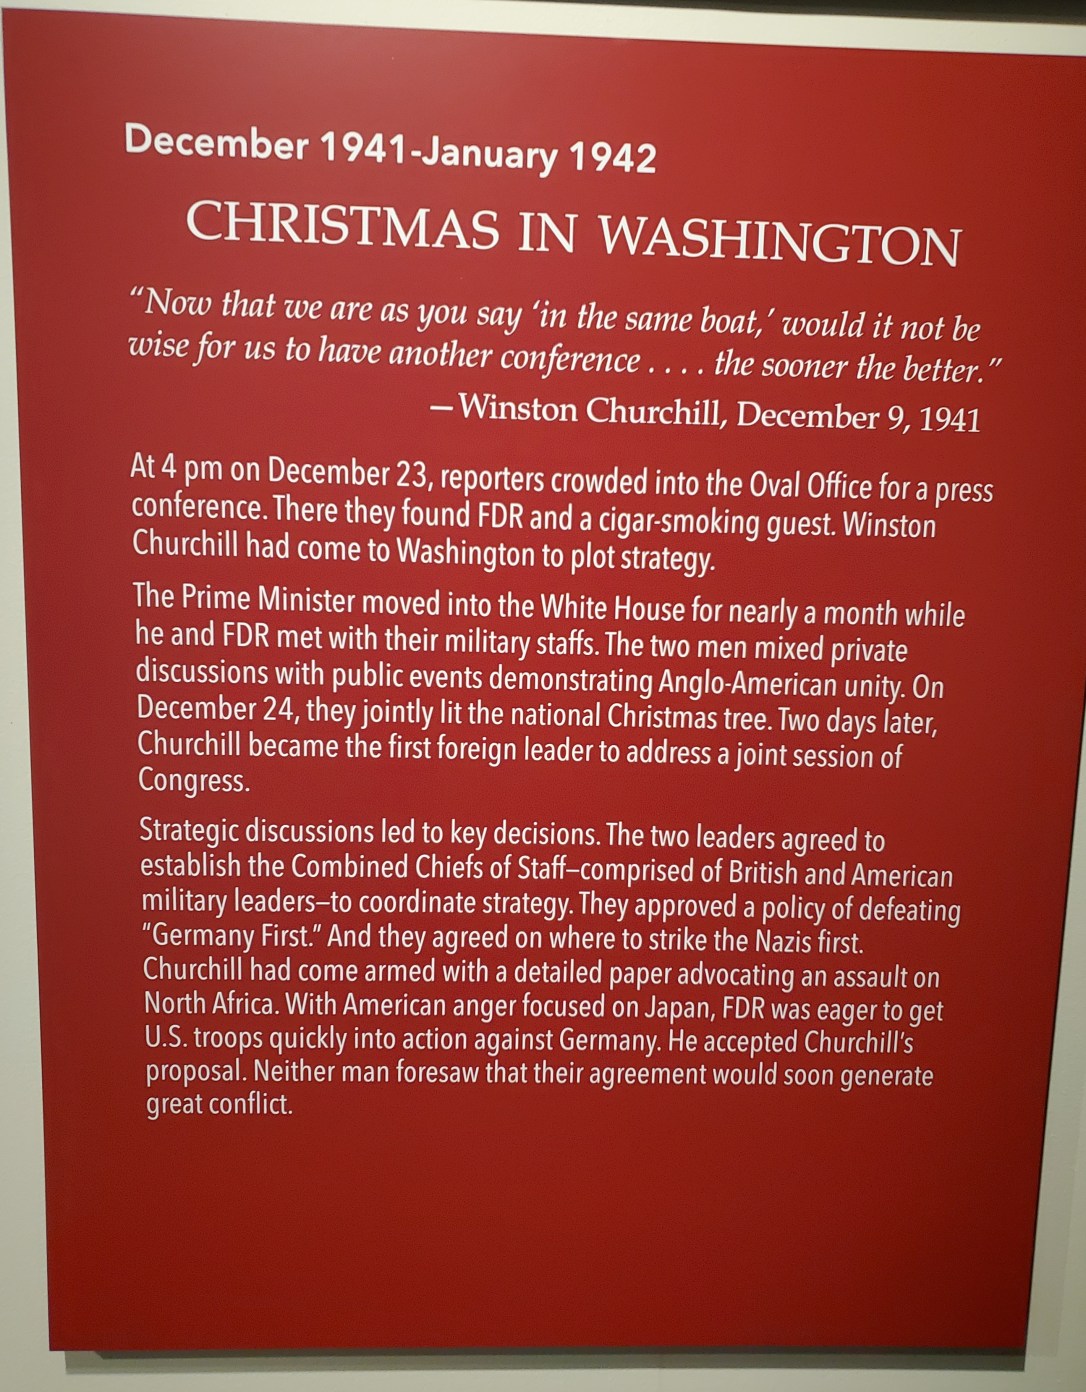 December 1941-January 1942
CHRISTMAS IN WASHINGTON
“Now that we are as you say ‘in the same boat,’ would it not be
wise for us to have another conference . . . . the sooner the better.”
—Winston Churchill, December 9, 1941
At 4 pm on December 23, reporters crowded into the Oval Office for a press
conference. There they found FDR and a cigar-smoking guest. Winston
Churchill had come to Washington to plot strategy.
The Prime Minister moved into the White House for nearly a month while
he and FDR met with their military staffs. The two men mixed private
discussions with public events demonstrating Anglo-American unity. On
December 24, they jointly lit the national Christmas tree. Two days later,
Churchill became the first foreign leader to address a joint session of
Congress.
Strategic discussions led to key decisions. The two leaders agreed to
establish the Combined Chiefs of Staff—comprised of British and American
military leaders—to coordinate strategy. They approved a policy of defeating
“Germany First.” And they agreed on where to strike the Nazis first.
Churchill had come armed with a detailed paper advocating an assault on
North Africa. With American anger focused on Japan, FDR was eager to get
U.S. troops quickly into action against Germany. He accepted Churchill’s
proposal. Neither man foresaw that their agreement would soon generate
great conflict.